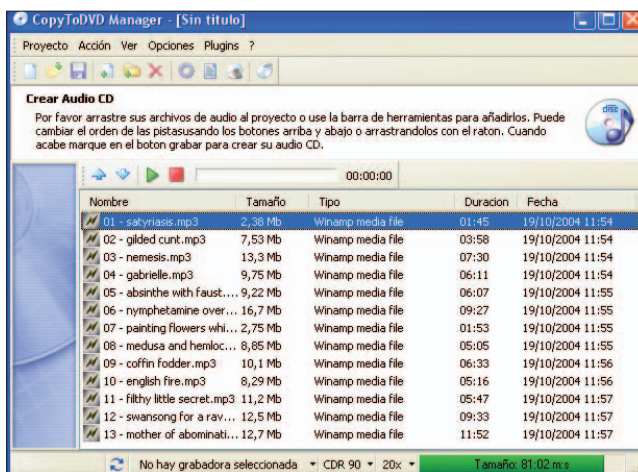 CopyToDVD Manager - [Sin título]
Proyecto Acción Ver Opciones Plugins ?
Crear Audio CD
Por favor arrastre sus archivos de audio al proyecto o use la barra de herramientas para añadirlos. Puede
cambiar el orden de las pistasusando los botones arriba y abajo o arrastrandolos con el raton. Cuando
acabe marque en el boton grabar para crear su audio CD.
disc
00:00:00
Nombre Tamaño Tipo Duracion Fecha
01 - satyriasis.mp3 2,38 Mb Winamp media file 01:45 19/10/2004 11:54
02 - gilded cunt.mp3 7,53 Mb Winamp media file 03:58 19/10/2004 11:54
03 - nemesis.mp3 13,3 Mb Winamp media file 07:30 19/10/2004 11:54
04 - gabrielle.mp3 9,75 Mb Winamp media file 06:11 19/10/2004 11:54
05 - absinthe with faust.... 9,22 Mb Winamp media file 06:07 19/10/2004 11:55
06 - nymphetamine over... 16,7 Mb Winamp media file 09:27 19/10/2004 11:55
07 - painting flowers whi... 2,75 Mb Winamp media file 01:53 19/10/2004 11:55
08 - medusa and hemloc... 8,85 Mb Winamp media file 05:05 19/10/2004 11:55
09 - coffin fodder.mp3 10,1 Mb Winamp media file 06:33 19/10/2004 11:56
10 - english fire.mp3 8,29 Mb Winamp media file 05:16 19/10/2004 11:56
11 - filthy little secret.mp3 11,2 Mb Winamp media file 05:47 19/10/2004 11:57
12 - swansong for a rav... 12,5 Mb Winamp media file 09:33 19/10/2004 11:57
13 - mother of abominati... 12,7 Mb Winamp media file 11:52 19/10/2004 11:57
No hay grabadora seleccionada CDR 90 20x Tamaño: 81:02 m:s